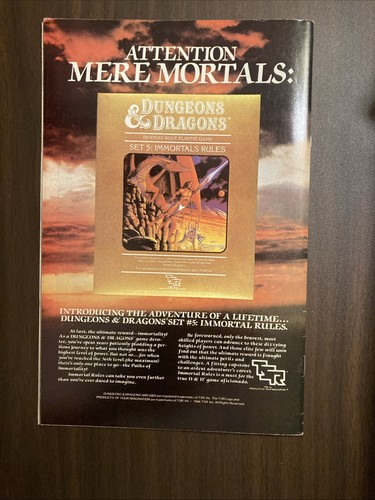 ATTENTION
MERE MORTALS:
DUNGEONS
& DRAGONS™
FANTASY ROLE PLAYING GAME
SET 5: IMMORTALS RULES
INTRODUCING THE ADVENTURE OF A LIFETIME...
DUNGEONS & DRAGONS® SET #5: IMMORTAL RULES.
At last, the ultimate reward—immortality!
As a DUNGEONS & DRAGONS® game devo-
tee, you've spent years patiently plodding a per-
ilous journey to what you thought was the
highest level of power. But not so...for when
you've reached the 36th level, the maximum!
there's only one place to go—the Paths of
Immortality!
Immortal Rules can take you even further
than you've ever dared to imagine.
Be forewarned, only the bravest, most
skilled players can advance to these dizzying
heights of power. And those elite few will soon
find out that the ultimate reward is fraught
with the ultimate perils and
challenges. A fitting capstone
to an ardent adventurer's career,
Immortal Rules is a must for the
true D & D® game aficionado.
TSR